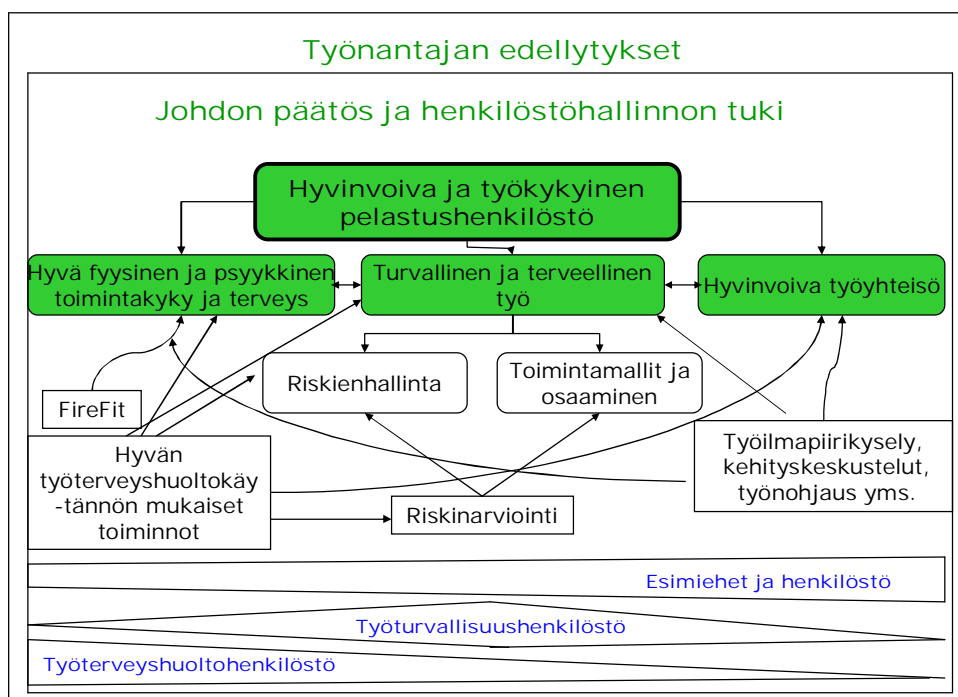 Työnantajan edellytykset
Johdon päätös ja henkilöstöhallinnon tuki
Hyvinvoiva ja työkykyinen
pelastushenkilöstö
Hyvä fyysinen ja psyykkinen
toimintakyky ja terveys
Turvallinen ja terveellinen
työ
Hyvinvoiva työyhteisö
Riskienhallinta
Toimintamallit ja
osaaminen
FireFit
Hyvän
työterveyshuoltokäy
-tännön mukaiset
toiminnot
Riskinarviointi
Työilmapiirikysely,
kehityskeskustelut,
työnohjaus yms.
Esimiehet ja henkilöstö
Työturvallisuushenkilöstö
Työterveyshuoltohenkilöstö